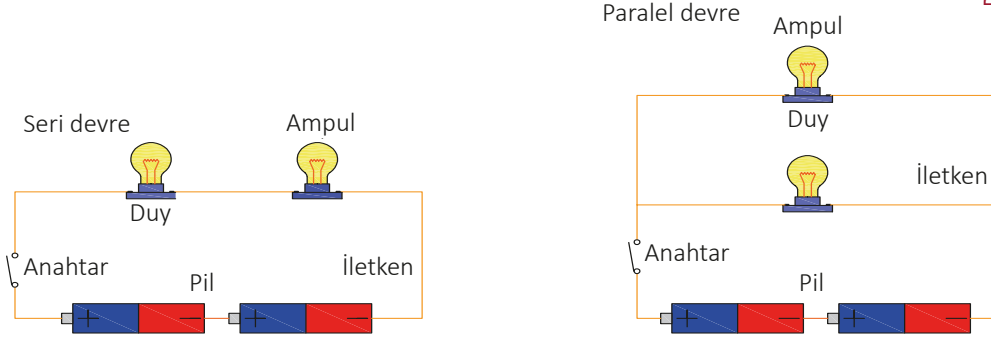 Seri devre
Ampul
Duy
Anahtar
İletken
Pil
+
−
+
−
Paralel devre
Ampul
Duy
İletken
Anahtar
Pil
+
−
+
−